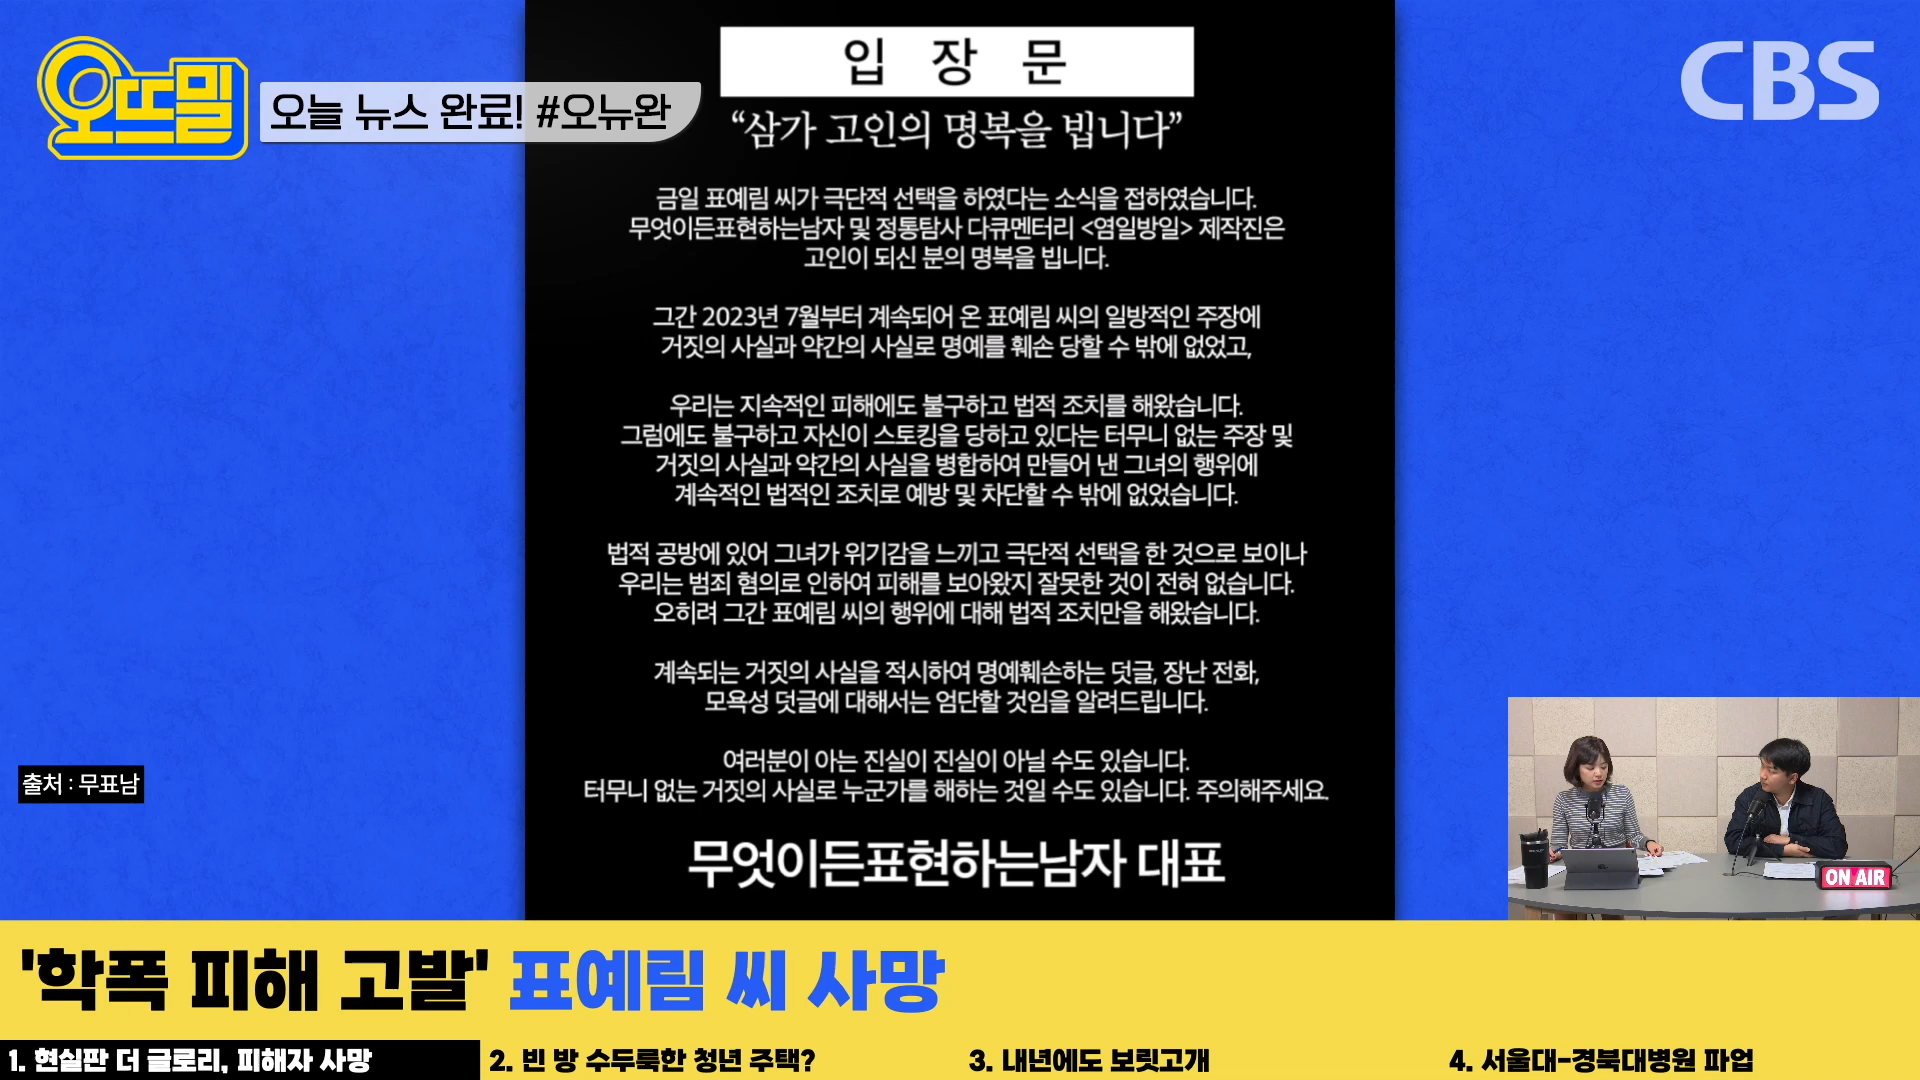 오뜨밀
오늘 뉴스 완료! #오뉴완
CBS
입 장 문
“삼가 고인의 명복을 빕니다”
금일 표예림 씨가 극단적 선택을 하였다는 소식을 접하였습니다.
무엇이든표현하는남자 및 정통탐사 다큐멘터리 <염일방일> 제작진은
고인이 되신 분의 명복을 빕니다.
그간 2023년 7월부터 계속되어 온 표예림 씨의 일방적인 주장에
거짓의 사실과 약간의 사실로 명예를 훼손 당할 수 밖에 없었고,
우리는 지속적인 피해에도 불구하고 법적 조치를 해왔습니다.
그럼에도 불구하고 자신이 스토킹을 당하고 있다는 터무니 없는 주장 및
거짓의 사실과 약간의 사실을 병합하여 만들어 낸 그녀의 행위에
계속적인 법적인 조치로 예방 및 차단할 수 밖에 없었습니다.
법적 공방에 있어 그녀가 위기감을 느끼고 극단적 선택을 한 것으로 보이나
우리는 범죄 혐의로 인하여 피해를 보아왔지 잘못한 것이 전혀 없습니다.
오히려 그간 표예림 씨의 행위에 대해 법적 조치만을 해왔습니다.
계속되는 거짓의 사실을 적시하여 명예훼손하는 덧글, 장난 전화,
모욕성 덧글에 대해서는 엄단할 것임을 알려드립니다.
여러분이 아는 진실이 진실이 아닐 수도 있습니다.
터무니 없는 거짓의 사실로 누군가를 해하는 것일 수도 있습니다. 주의해주세요.
무엇이든표현하는남자 대표
출처 : 무표남
ON AIR
'학폭 피해 고발' 표예림 씨 사망
1. 현실판 더 글로리, 피해자 사망
2. 빈 방 수두룩한 청년 주택?
3. 내년에도 보릿고개
4. 서울대-경북대병원 파업